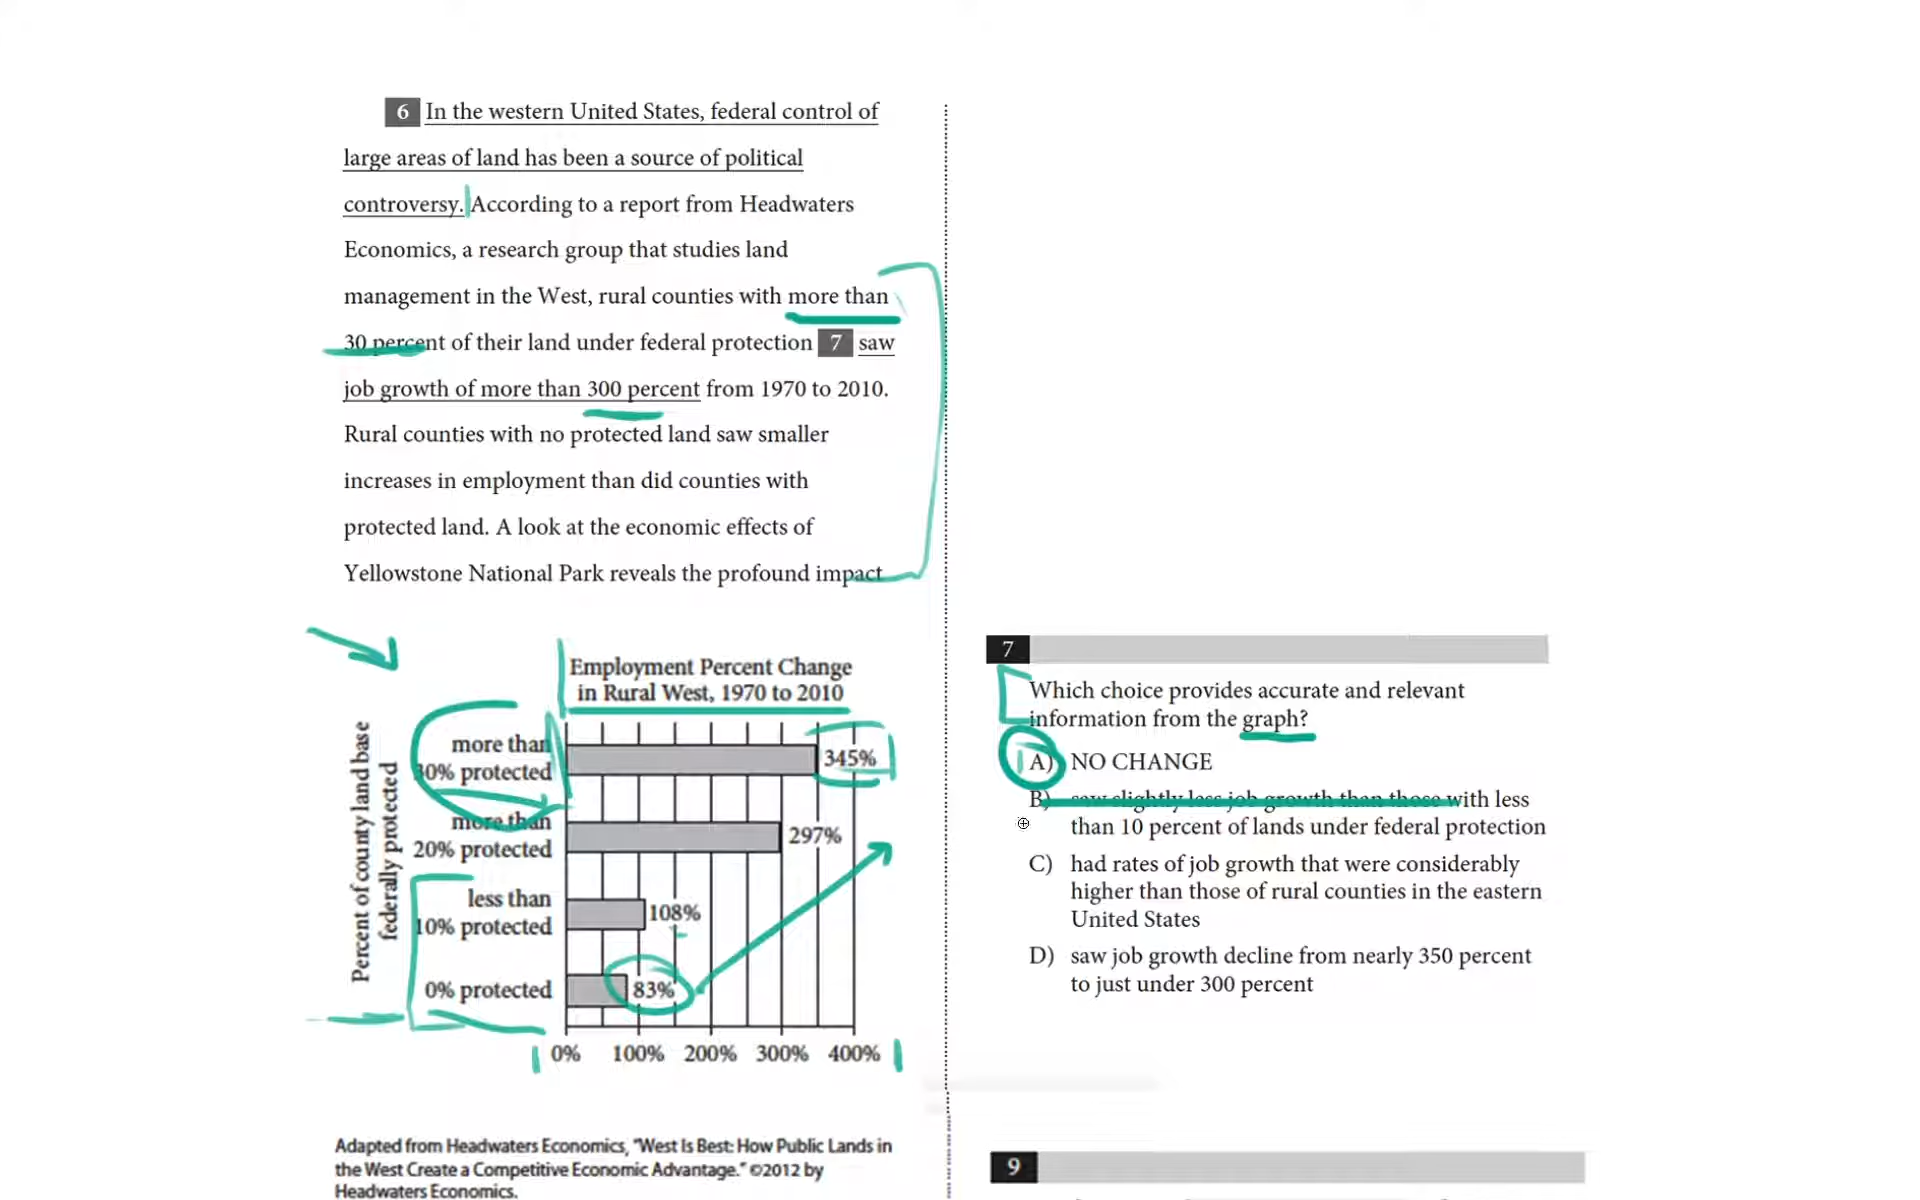 6 In the western United States, federal control of
large areas of land has been a source of political
controversy. According to a report from Headwaters
Economics, a research group that studies land
management in the West, rural counties with more than
30 percent of their land under federal protection 7 saw
job growth of more than 300 percent from 1970 to 2010.
Rural counties with no protected land saw smaller
increases in employment than did counties with
protected land. A look at the economic effects of
Yellowstone National Park reveals the profound impact
Employment Percent Change
in Rural West, 1970 to 2010
Percent of county land base
federally protected
more than
30% protected
345%
more than
20% protected
297%
less than
10% protected
108%
0% protected
83%
0% 100% 200% 300% 400%
Adapted from Headwaters Economics, "West Is Best: How Public Lands in
the West Create a Competitive Economic Advantage." ©2012 by
Headwaters Economics.
7
Which choice provides accurate and relevant
information from the graph?
A) NO CHANGE
B) saw slightly less job growth than those with less
than 10 percent of lands under federal protection
C) had rates of job growth that were considerably
higher than those of rural counties in the eastern
United States
D) saw job growth decline from nearly 350 percent
to just under 300 percent
9